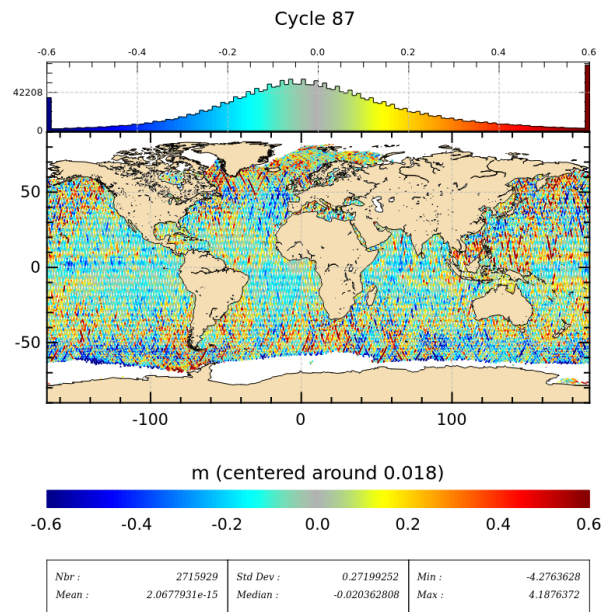 Cycle 87
-0.6 -0.4 -0.2 0.0 0.2 0.4 0.6
42208
0
50
0
-50
-100 0 100
m (centered around 0.018)
-0.6 -0.4 -0.2 0.0 0.2 0.4 0.6
Nbr : 2715929 Std Dev : 0.27199252 Min : -4.2763628
Mean : 2.0677931e-15 Median : -0.020362808 Max : 4.1876372